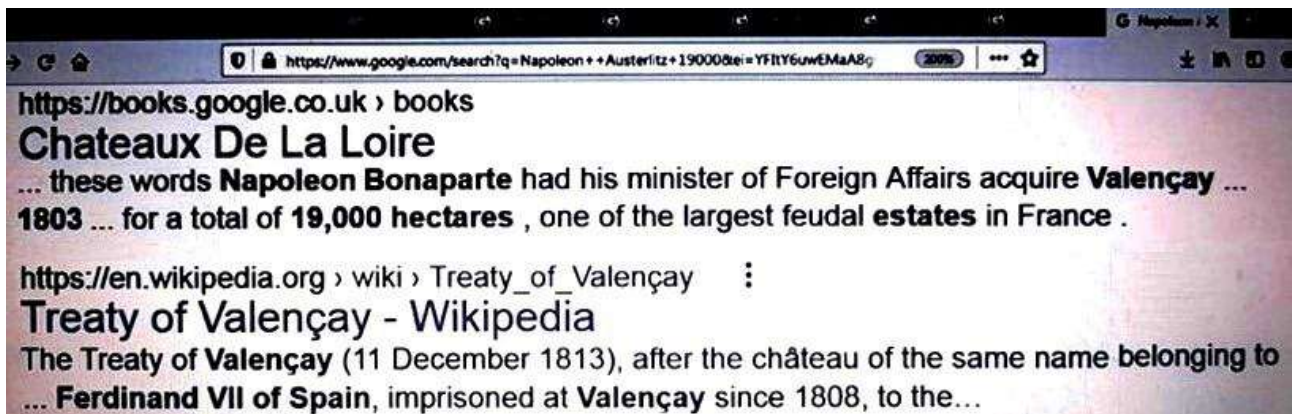 G Napoleon
https://www.google.com/search?q=Napoleon++Austerlitz+19000&ei=YFItY6uwEMaA8g 200%
https://books.google.co.uk › books
Chateaux De La Loire
... these words Napoleon Bonaparte had his minister of Foreign Affairs acquire Valençay ...
1803 ... for a total of 19,000 hectares , one of the largest feudal estates in France .
https://en.wikipedia.org › wiki › Treaty_of_Valençay
Treaty of Valençay - Wikipedia
The Treaty of Valençay (11 December 1813), after the château of the same name belonging to
... Ferdinand VII of Spain, imprisoned at Valençay since 1808, to the...